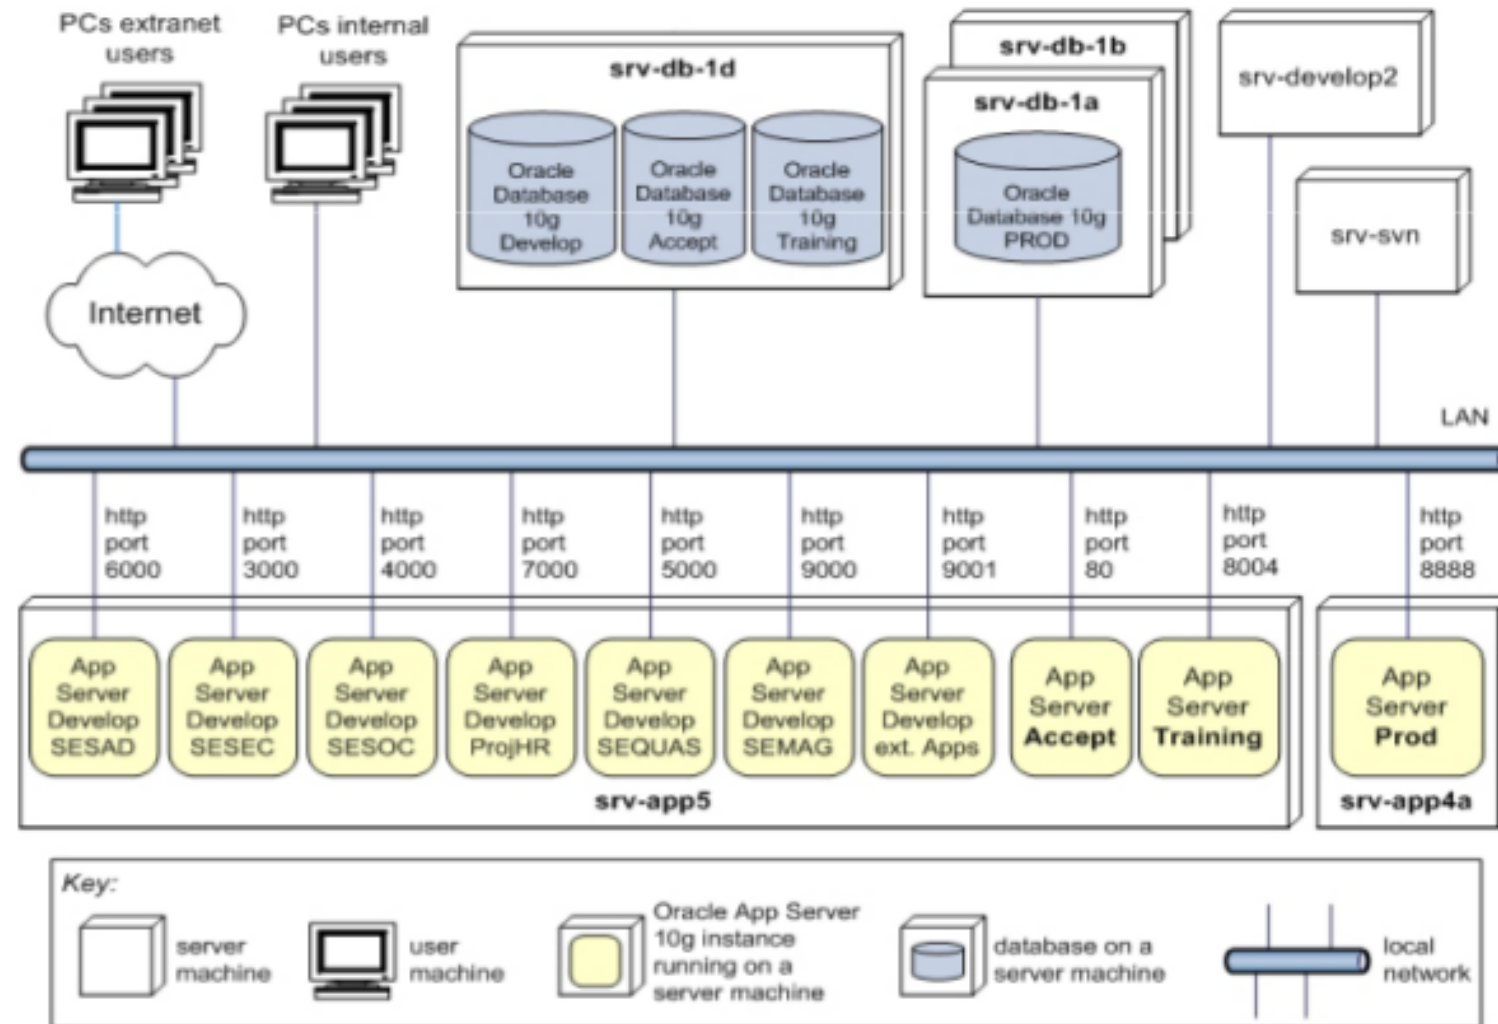 PCs extranet
users
PCs internal
users
srv-db-1d
Oracle
Database
10g
Develop
Oracle
Database
10g
Accept
Oracle
Database
10g
Training
srv-db-1b
srv-db-1a
Oracle
Database 10g
PROD
srv-develop2
srv-svn
Internet
LAN
http
port
6000
http
port
3000
http
port
4000
http
port
7000
http
port
5000
http
port
9000
http
port
9001
http
port
80
http
port
8004
http
port
8888
App
Server
Develop
SESAD
App
Server
Develop
SESEC
App
Server
Develop
SESOC
App
Server
Develop
ProjHR
App
Server
Develop
SEQUAS
App
Server
Develop
SEMAG
App
Server
Develop
ext. Apps
App
Server
Accept
App
Server
Training
App
Server
Prod
srv-app5
srv-app4a
Key:
server
machine
user
machine
Oracle App Server
10g instance
running on a
server machine
database on a
server machine
local
network